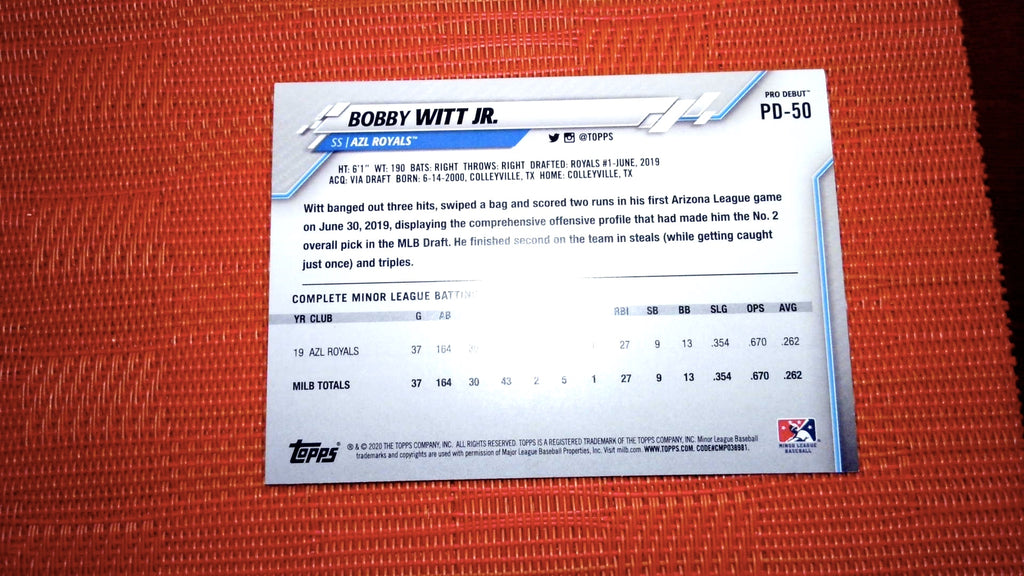 PRO DEBUT™
PD-50
BOBBY WITT JR.
SS | AZL ROYALS™
@TOPPS
HT: 6'1" WT: 190 BATS: RIGHT THROWS: RIGHT DRAFTED: ROYALS #1-JUNE, 2019
ACQ: VIA DRAFT BORN: 6-14-2000, COLLEYVILLE, TX HOME: COLLEYVILLE, TX
Witt banged out three hits, swiped a bag and scored two runs in his first Arizona League game
on June 30, 2019, displaying the comprehensive offensive profile that had made him the No. 2
overall pick in the MLB Draft. He finished second on the team in steals (while getting caught
just once) and triples.
COMPLETE MINOR LEAGUE
YR CLUB G AB RBI SB BB SLG OPS AVG
19 AZL ROYALS 37 164 1 27 9 13 .354 .670 .262
MILB TOTALS 37 164 30 43 2 5 1 27 9 13 .354 .670 .262
Topps®
® & © 2020 THE TOPPS COMPANY, INC. ALL RIGHTS RESERVED. TOPPS IS A REGISTERED TRADEMARK OF THE TOPPS COMPANY, INC. Minor League Baseball
trademarks and copyrights are used with permission of Major League Baseball Properties, Inc. Visit milb.com. WWW.TOPPS.COM. CODE#CMP038981.
MINOR LEAGUE
BASEBALL